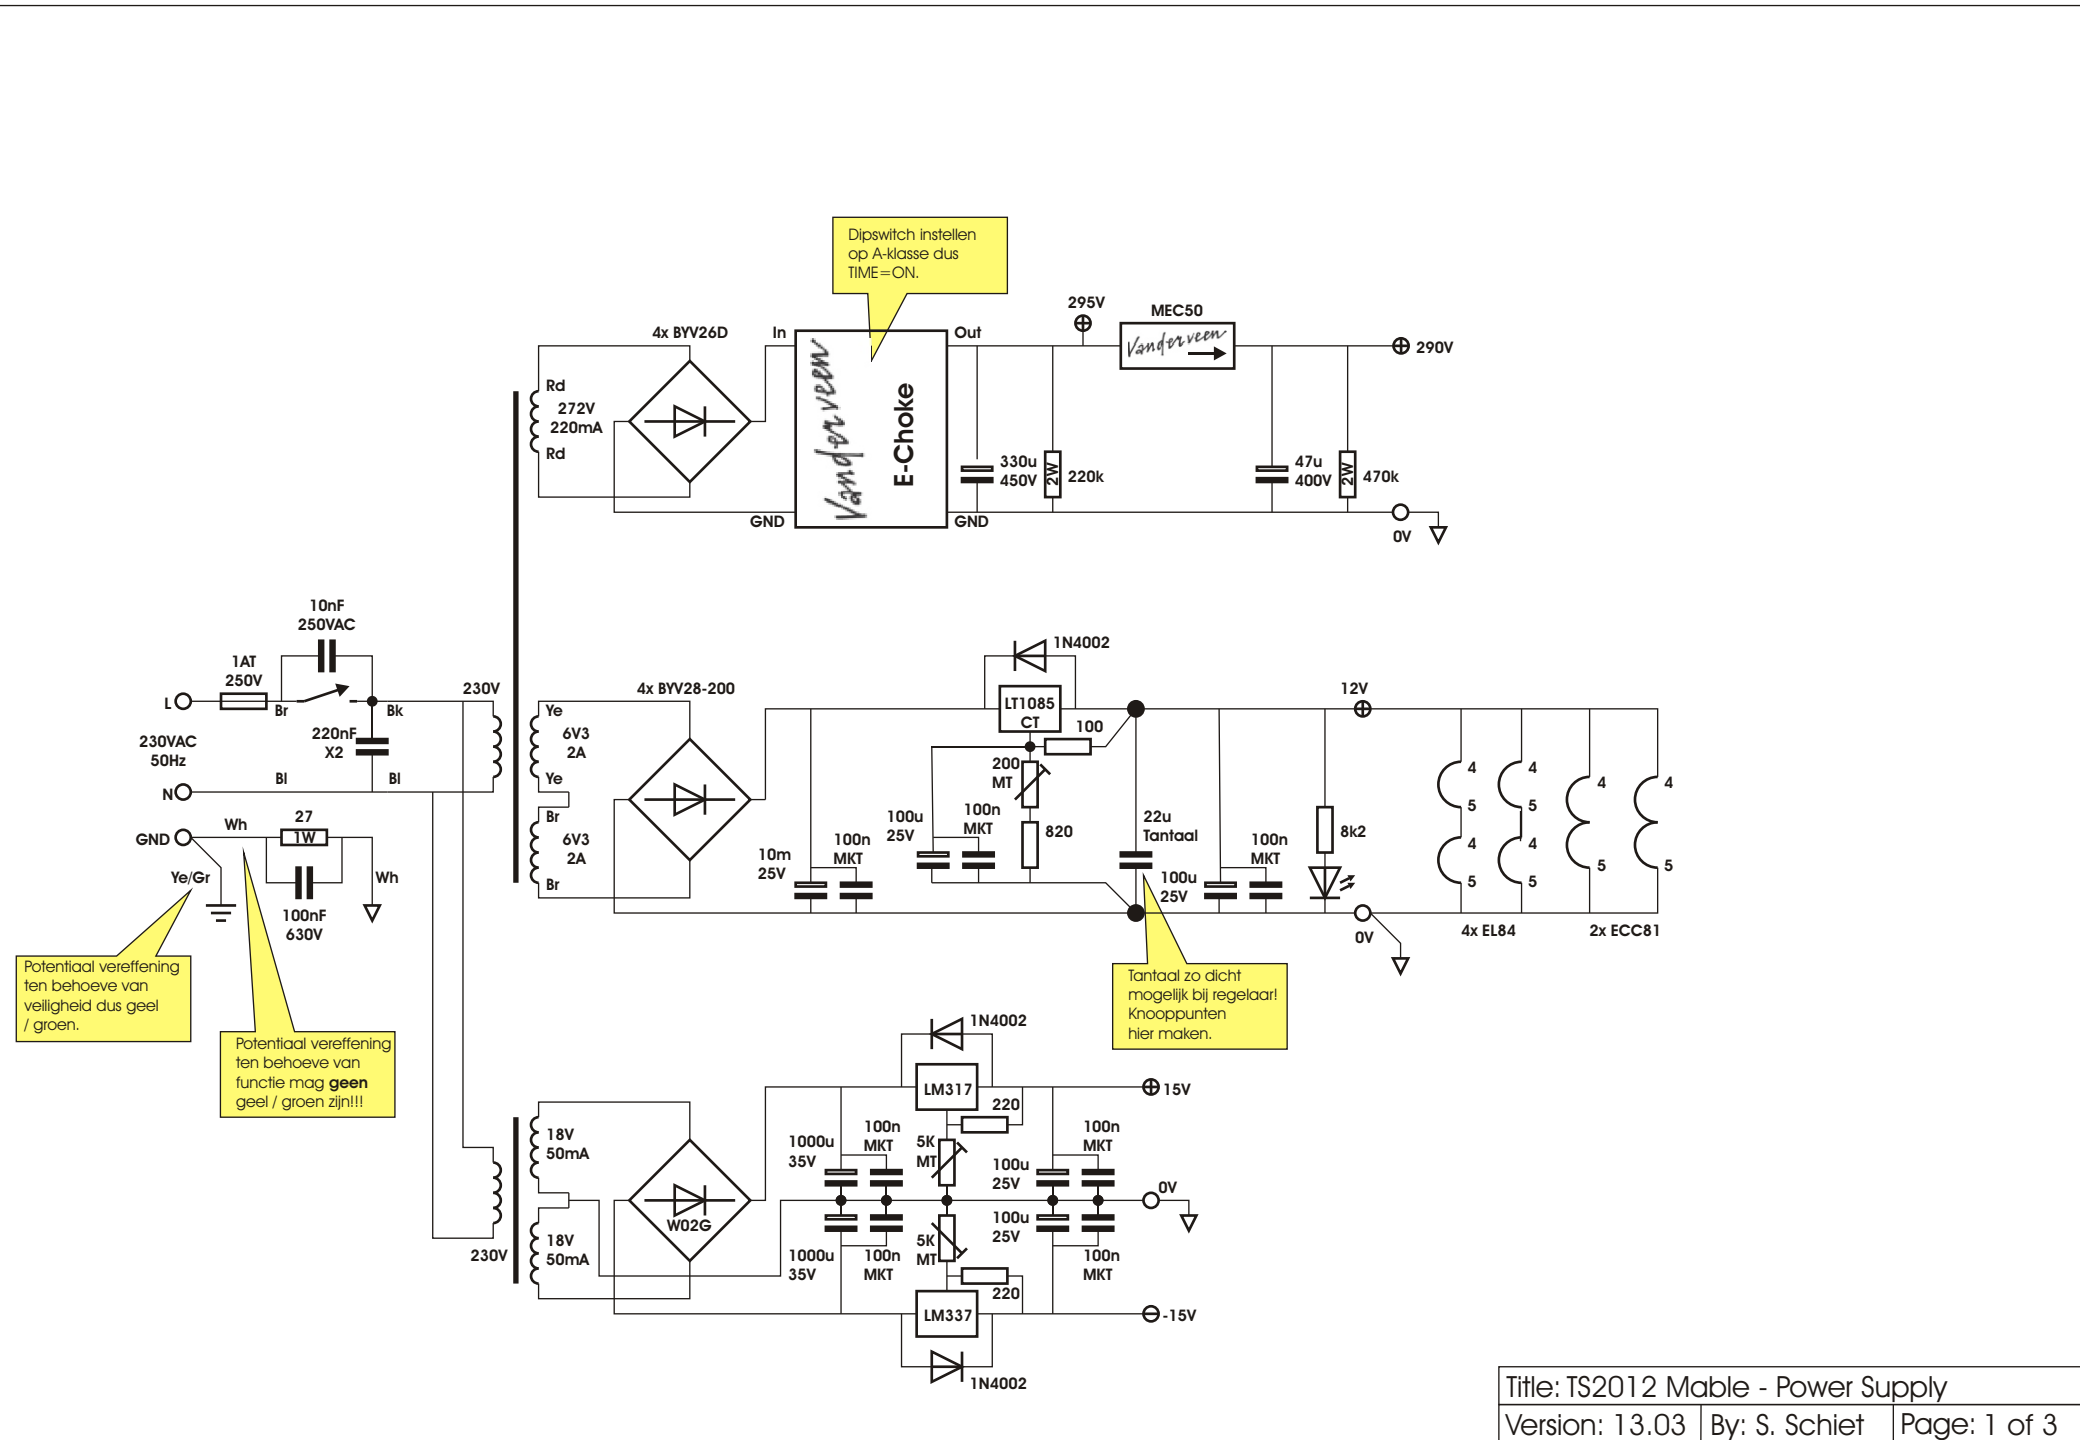 Dipswitch instellen
op A-klasse dus
TIME=ON.
4x BYV26D
In
Out
295V
MEC50
Vanderveen
290V
Rd
272V
220mA
Rd
Vanderveen
E-Choke
330u
450V
2W
220k
47u
400V
2W
470k
GND
GND
0V
10nF
250VAC
1AT
250V
L
Br
Bk
230V
230VAC
50Hz
220nF
X2
N
Bl
Bl
GND
Wh
27
1W
Ye/Gr
Wh
100nF
630V
4x BYV28-200
Ye
6V3
2A
Ye
Br
6V3
2A
Br
1N4002
LT1085
CT
100
200
MT
820
100u
25V
100n
MKT
10m
25V
100n
MKT
22u
Tantaal
100u
25V
100n
MKT
12V
8k2
0V
4
5
4
5
4
5
4
5
4
5
4
5
4x EL84
2x ECC81
Potentiaal vereffening
ten behoeve van
veiligheid dus geel
/ groen.
Potentiaal vereffening
ten behoeve van
functie mag geen
geel / groen zijn!!!
Tantaal zo dicht
mogelijk bij regelaar!
Knooppunten
hier maken.
1N4002
LM317
220
15V
18V
50mA
1000u
35V
100n
MKT
5K
MT
100u
25V
100n
MKT
W02G
0V
230V
18V
50mA
1000u
35V
100n
MKT
5K
MT
100u
25V
100n
MKT
220
LM337
-15V
1N4002
Title: TS2012 Mable - Power Supply
Version: 13.03 By: S. Schiet Page: 1 of 3